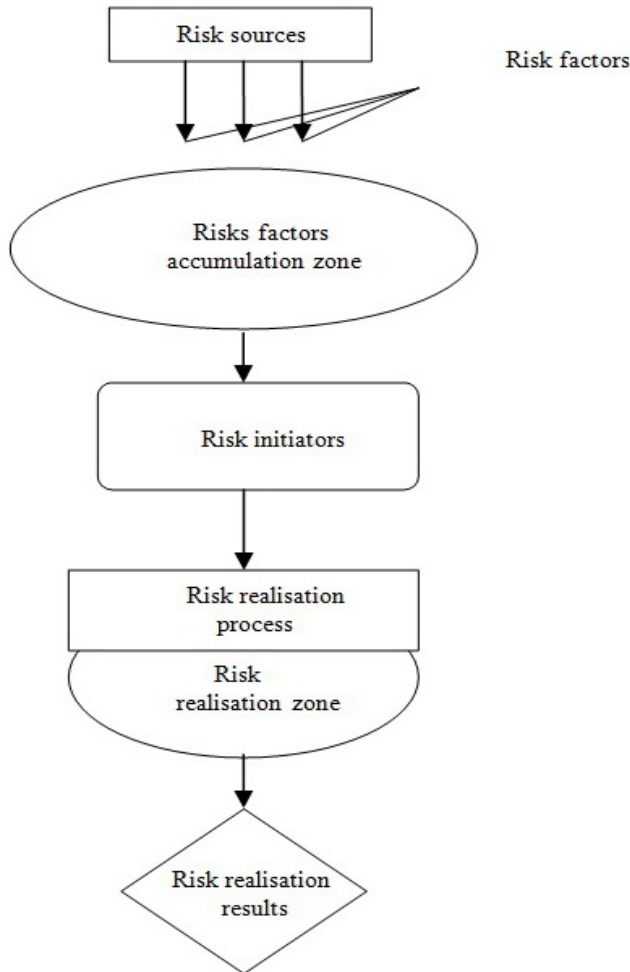 Risk sources
Risk factors
Risks factors
accumulation zone
Risk initiators
Risk realisation
process
Risk
realisation zone
Risk realisation
results